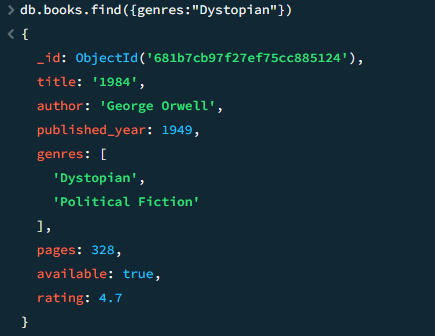 > db.books.find({genres:"Dystopian"})
< {
_id: ObjectId('681b7cb97f27ef75cc885124'),
title: '1984',
author: 'George Orwell',
published_year: 1949,
genres: [
'Dystopian',
'Political Fiction'
],
pages: 328,
available: true,
rating: 4.7
}